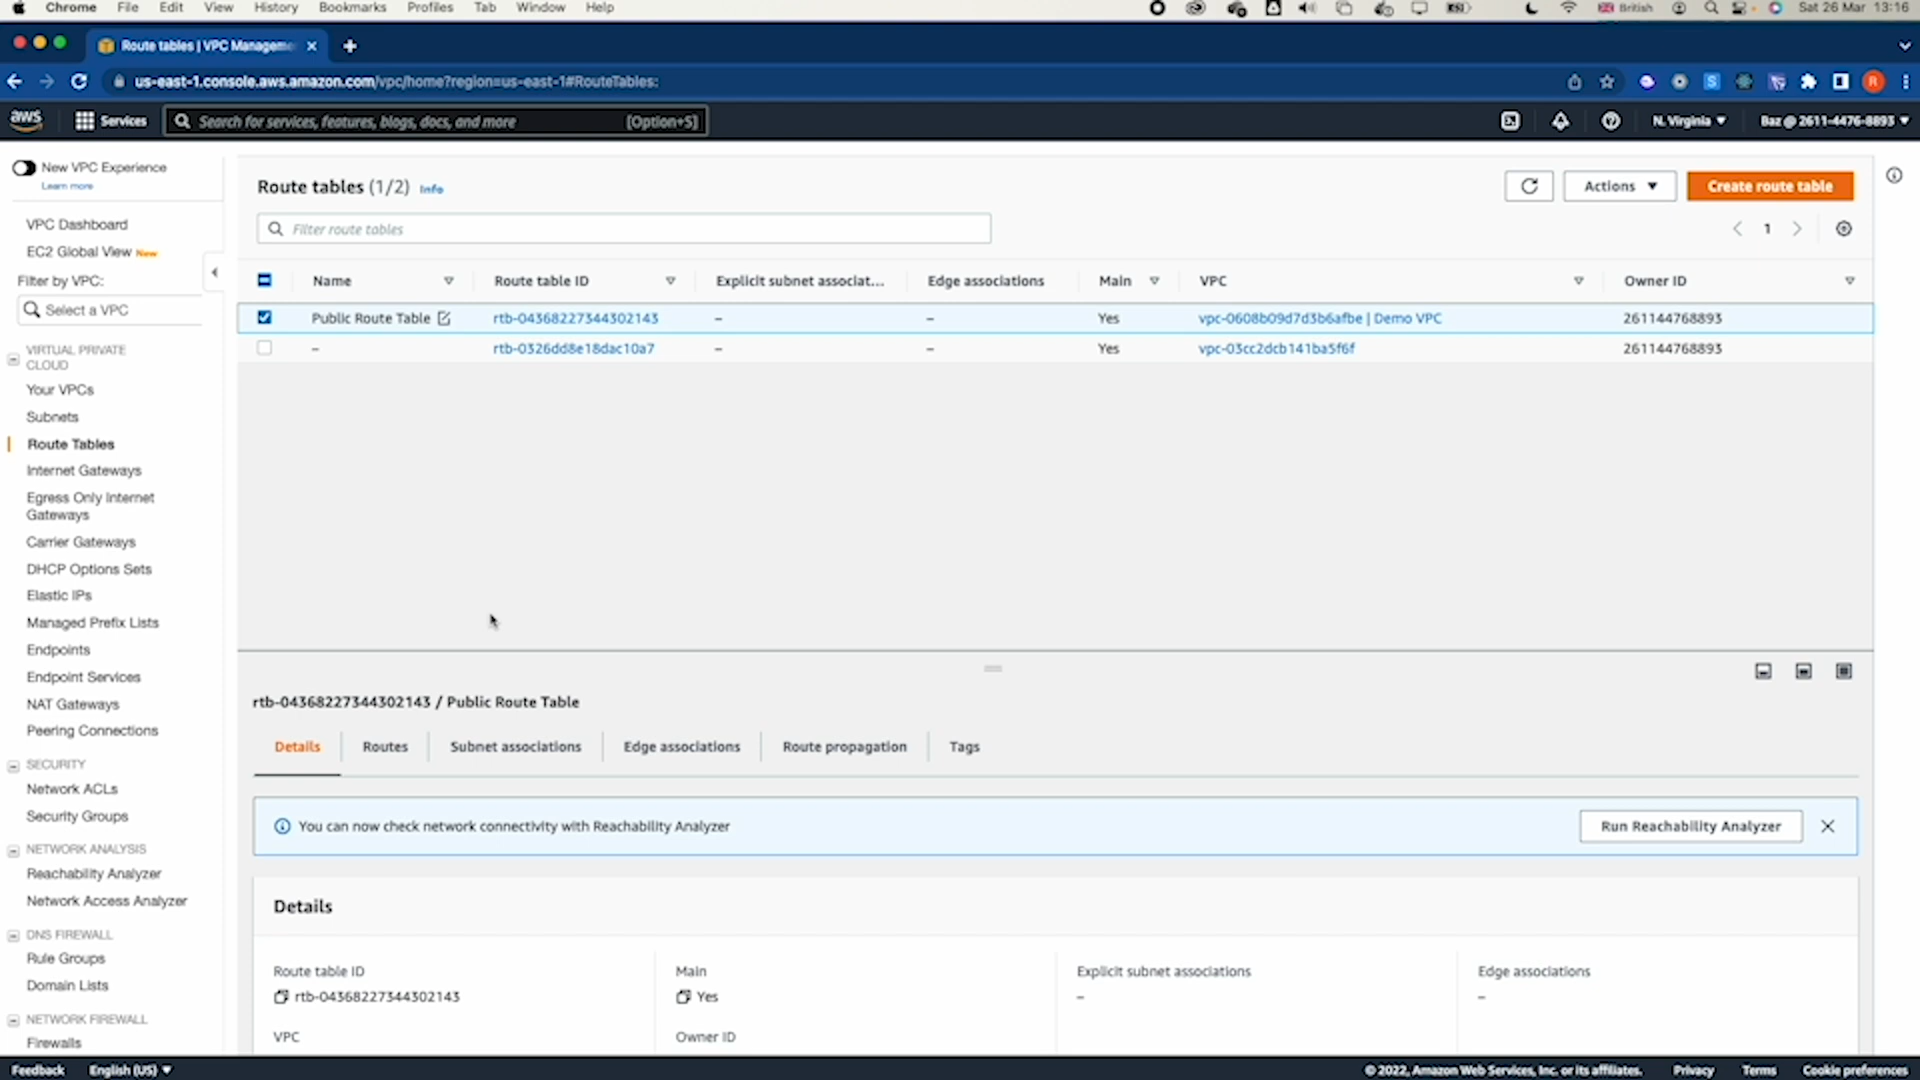 Chrome File Edit View History Bookmarks Profiles Tab Window Help British Sat 26 Mar 13:16
Route tables | VPC Manageme
us-east-1.console.aws.amazon.com/vpc/home?region=us-east-1#RouteTables:
aws Services Search for services, features, blogs, docs, and more [Option+S] N. Virginia Baz @ 2611-4476-8893
New VPC Experience
Learn more
VPC Dashboard
EC2 Global View New
Filter by VPC:
Select a VPC
VIRTUAL PRIVATE
CLOUD
Your VPCs
Subnets
Route Tables
Internet Gateways
Egress Only Internet
Gateways
Carrier Gateways
DHCP Options Sets
Elastic IPs
Managed Prefix Lists
Endpoints
Endpoint Services
NAT Gateways
Peering Connections
SECURITY
Network ACLs
Security Groups
NETWORK ANALYSIS
Reachability Analyzer
Network Access Analyzer
DNS FIREWALL
Rule Groups
Domain Lists
NETWORK FIREWALL
Firewalls
Route tables (1/2) Info
Actions Create route table
Filter route tables
1
Name Route table ID Explicit subnet associat... Edge associations Main VPC Owner ID
Public Route Table rtb-04368227344302143 – – Yes vpc-0608b09d7d3b6afbe | Demo VPC 261144768893
– rtb-0326dd8e18dac10a7 – – Yes vpc-03cc2dcb141ba5f6f 261144768893
rtb-04368227344302143 / Public Route Table
Details Routes Subnet associations Edge associations Route propagation Tags
You can now check network connectivity with Reachability Analyzer Run Reachability Analyzer
Details
Route table ID Main Explicit subnet associations Edge associations
rtb-04368227344302143 Yes – –
VPC Owner ID
Feedback English (US) © 2022, Amazon Web Services, Inc. or its affiliates. Privacy Terms Cookie preferences